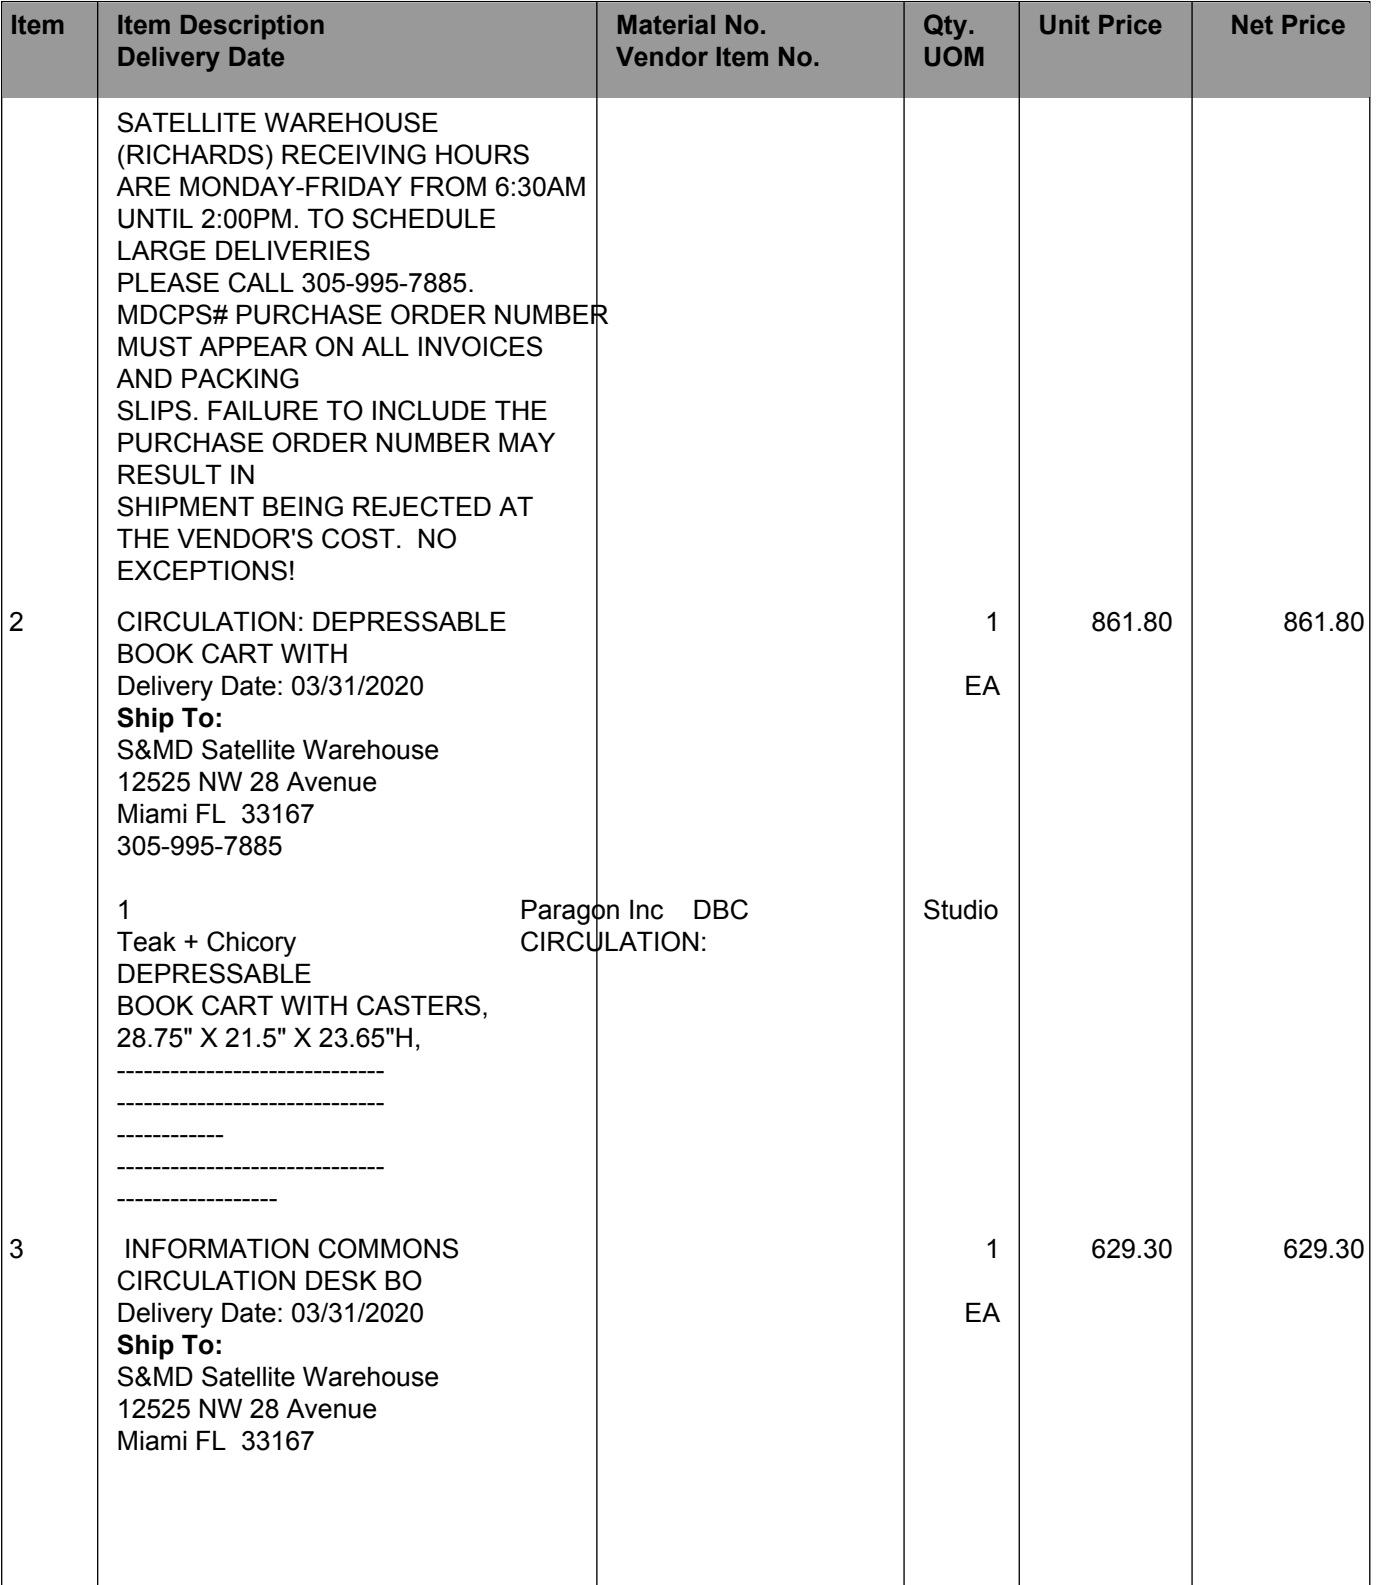 Item Item Description Material No. Qty. Unit Price Net Price
Delivery Date Vendor Item No. UOM
SATELLITE WAREHOUSE
(RICHARDS) RECEIVING HOURS
ARE MONDAY-FRIDAY FROM 6:30AM
UNTIL 2:00PM. TO SCHEDULE
LARGE DELIVERIES
PLEASE CALL 305-995-7885.
MDCPS# PURCHASE ORDER NUMBER
MUST APPEAR ON ALL INVOICES
AND PACKING
SLIPS. FAILURE TO INCLUDE THE
PURCHASE ORDER NUMBER MAY
RESULT IN
SHIPMENT BEING REJECTED AT
THE VENDOR'S COST.  NO
EXCEPTIONS!
2 CIRCULATION: DEPRESSABLE 1 861.80 861.80
BOOK CART WITH
Delivery Date: 03/31/2020 EA
Ship To:
S&MD Satellite Warehouse
12525 NW 28 Avenue
Miami FL  33167
305-995-7885
1 Paragon Inc DBC Studio
Teak + Chicory CIRCULATION:
DEPRESSABLE
BOOK CART WITH CASTERS,
28.75" X 21.5" X 23.65"H,
------------------------------
------------------------------
------------
------------------------------
------------------
3 INFORMATION COMMONS 1 629.30 629.30
CIRCULATION DESK BO
Delivery Date: 03/31/2020 EA
Ship To:
S&MD Satellite Warehouse
12525 NW 28 Avenue
Miami FL  33167